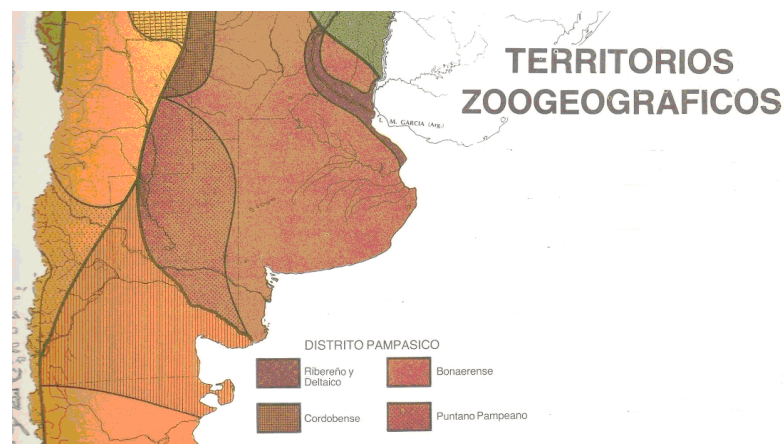 TERRITORIOS
ZOOGEOGRAFICOS
I. M. GARCIA (Arg.)
DISTRITO PAMPASICO
Ribereño y
Deltaico
Bonaerense
Cordobense
Puntano Pampeano